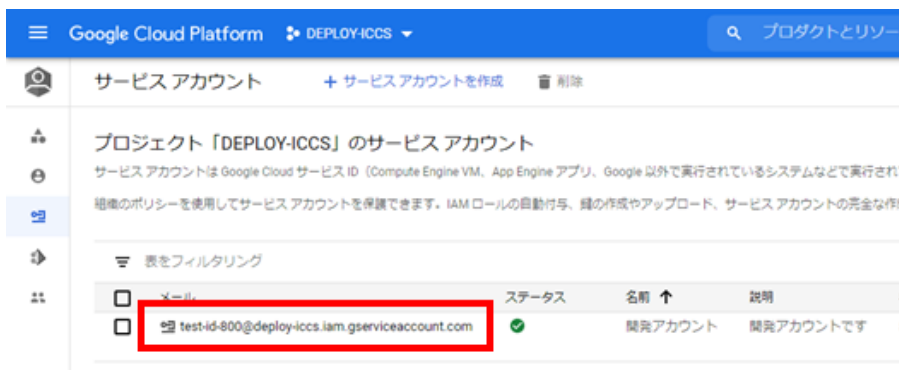 Google Cloud Platform DEPLOY-ICCS プロダクトとリソー
サービス アカウント + サービス アカウントを作成 削除
プロジェクト「DEPLOY-ICCS」のサービス アカウント
サービス アカウントは Google Cloud サービス ID（Compute Engine VM、App Engine アプリ、Google 以外で実行されているシステムなどで実行され
組織のポリシーを使用してサービス アカウントを保護できます。IAM ロールの自動付与、鍵の作成やアップロード、サービス アカウントの完全な作
表をフィルタリング
メール ステータス 名前 ↑ 説明
test-id-800@deploy-iccs.iam.gserviceaccount.com 開発アカウント 開発アカウントです